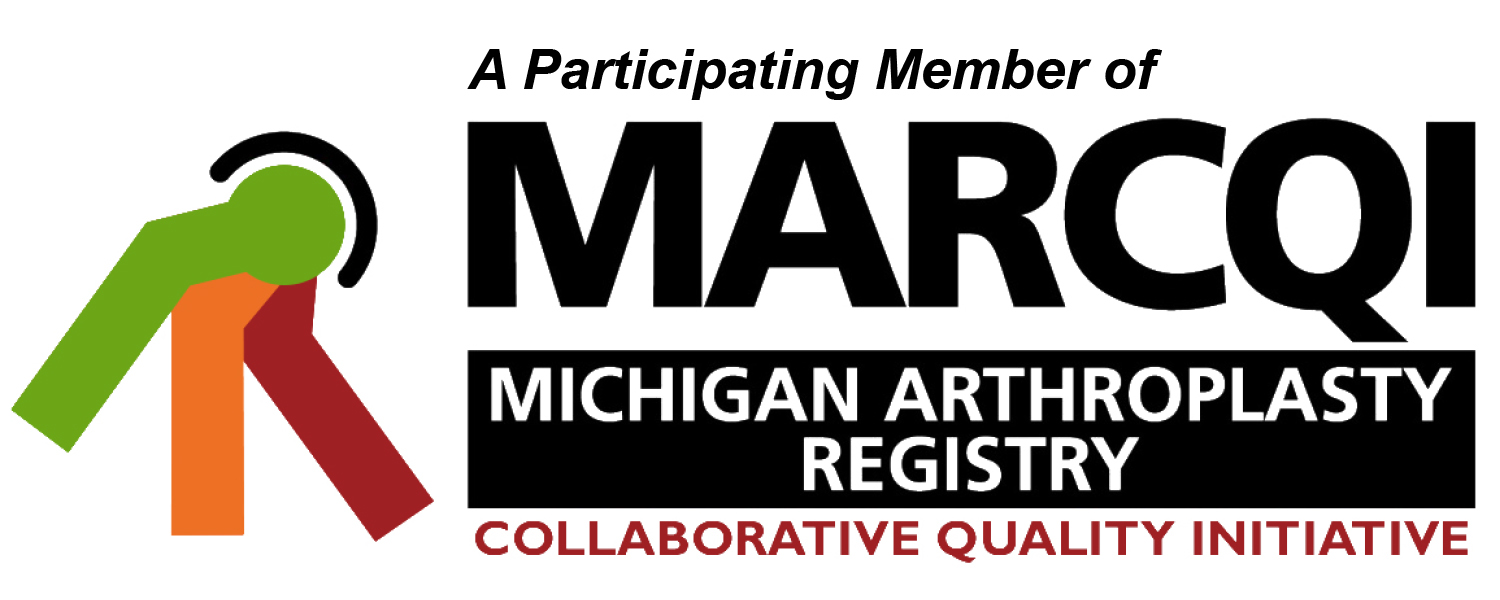 A Participating Member of
MARCQI
MICHIGAN ARTHROPLASTY
REGISTRY
COLLABORATIVE QUALITY INITIATIVE